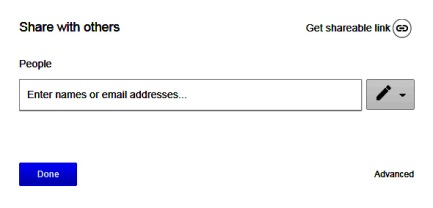 Share with others
Get shareable link
People
Enter names or email addresses...
Done
Advanced